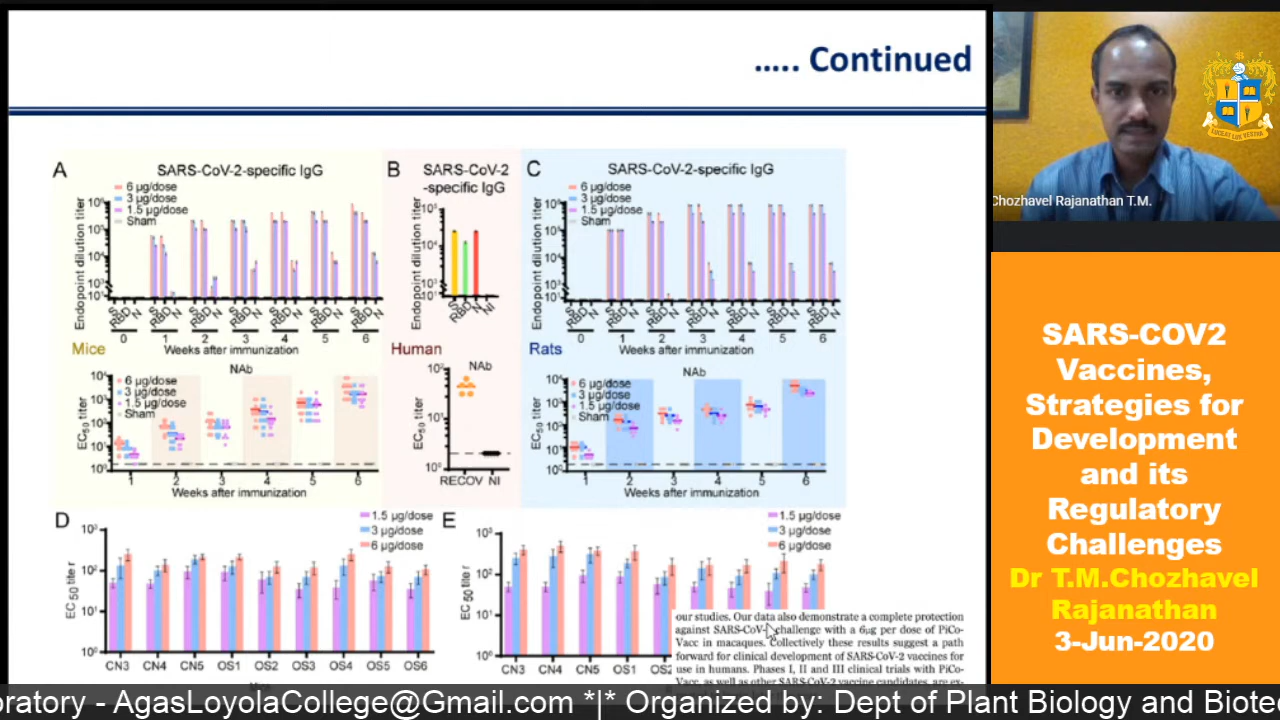 ..... Continued
A
SARS-CoV-2-specific IgG
6 µg/dose
3 µg/dose
1.5 µg/dose
Sham
Endopoint dilution titer
S RBD N
0 1 2 3 4 5 6
Weeks after immunization
Mice
NAb
6 µg/dose
3 µg/dose
1.5 µg/dose
Sham
EC50 titer
1 2 3 4 5 6
Weeks after immunization
B
SARS-CoV-2
-specific IgG
Endopoint dilution titer
S RBD N NI
Human
NAb
EC50 titer
RECOV NI
C
SARS-CoV-2-specific IgG
6 µg/dose
3 µg/dose
1.5 µg/dose
Sham
Endopoint dilution titer
S RBD N
0 1 2 3 4 5 6
Weeks after immunization
Rats
NAb
6 µg/dose
3 µg/dose
1.5 µg/dose
Sham
EC50 titer
1 2 3 4 5 6
Weeks after immunization
D
1.5 µg/dose
3 µg/dose
6 µg/dose
EC 50 titer
CN3 CN4 CN5 OS1 OS2 OS3 OS4 OS5 OS6
E
1.5 µg/dose
3 µg/dose
6 µg/dose
EC 50 titer
CN3 CN4 CN5 OS1
our studies. Our data also demonstrate a complete protection
against SARS-CoV- challenge with a 6µg per dose of PiCo-
Vacc in macaques. Collectively these results suggest a path
forward for clinical development of SARS-CoV-2 vaccines for
use in humans. Phases I, II and III clinical trials with PiCo-
Vacc, as well as other SARS-CoV-2 vaccine candidates, are ex-
Chozhavel Rajanathan T.M.
LUCEAT LUX VESTRA
SARS-COV2
Vaccines,
Strategies for
Development
and its
Regulatory
Challenges
Dr T.M.Chozhavel
Rajanathan
3-Jun-2020
oratory - AgasLoyolaCollege@Gmail.com *!* Organized by: Dept of Plant Biology and Biote